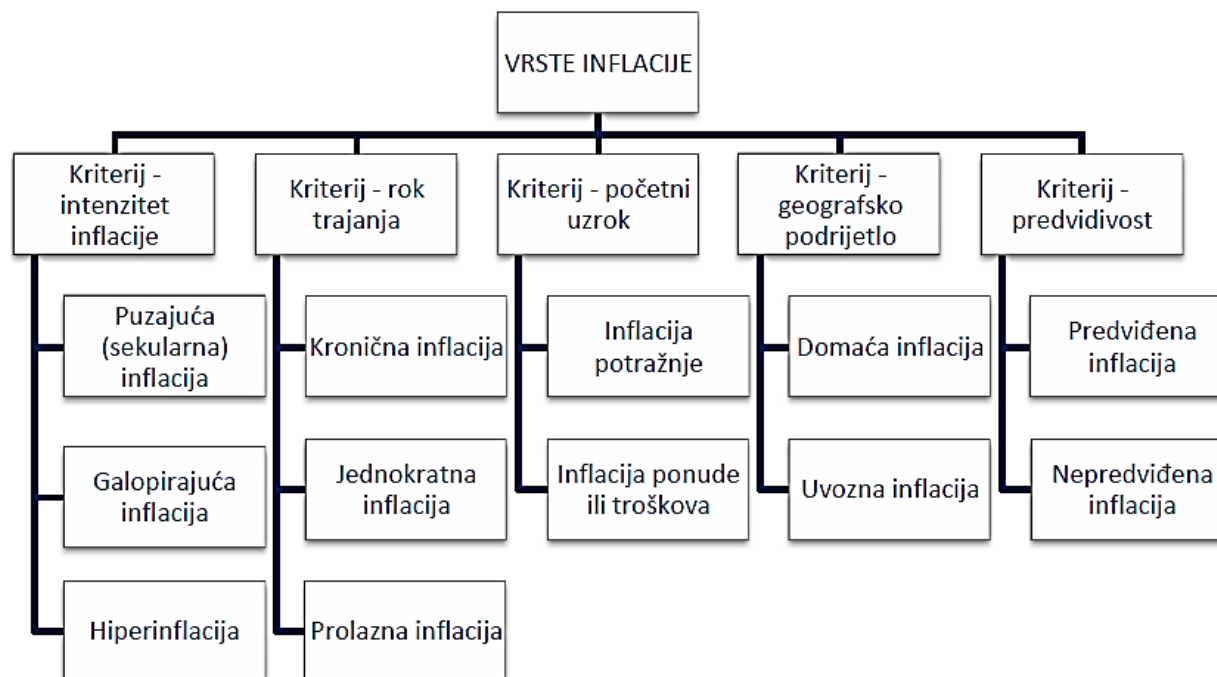 VRSTE INFLACIJE
Kriterij -
intenzitet
inflacije
Puzajuća
(sekularna)
inflacija
Galopirajuća
inflacija
Hiperinflacija
Kriterij - rok
trajanja
Kronična inflacija
Jednokratna
inflacija
Prolazna inflacija
Kriterij - početni
uzrok
Inflacija
potražnje
Inflacija ponude
ili troškova
Kriterij -
geografsko
podrijetlo
Domaća inflacija
Uvozna inflacija
Kriterij -
predvidivost
Predviđena
inflacija
Nepredviđena
inflacija